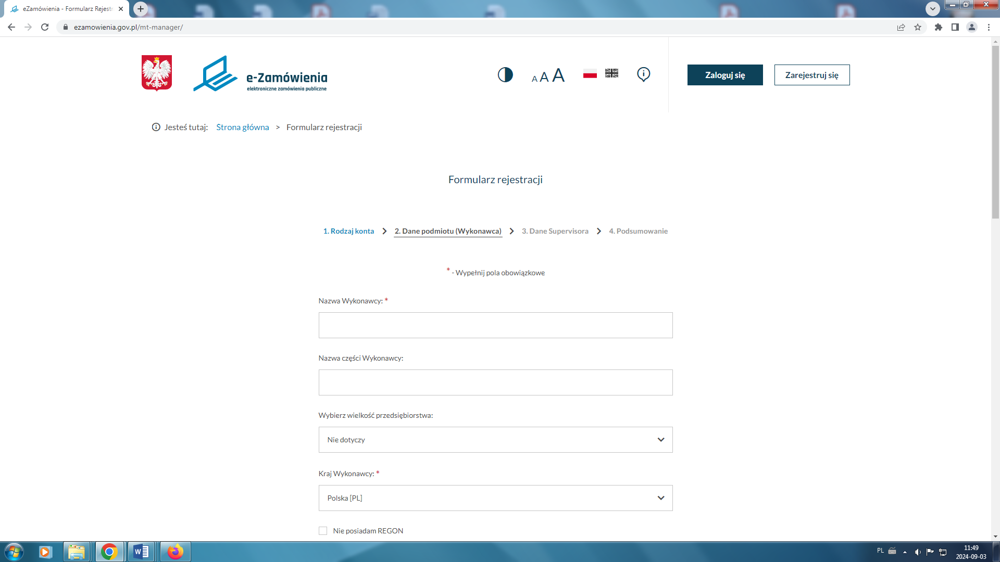 eZamówienia - Formularz Rejestr
ezamowienia.gov.pl/mt-manager/
e-Zamówienia
elektroniczne zamówienia publiczne
A A A
Zaloguj się
Zarejestruj się
Jesteś tutaj: Strona główna > Formularz rejestracji
Formularz rejestracji
1. Rodzaj konta
2. Dane podmiotu (Wykonawca)
3. Dane Supervisora
4. Podsumowanie
* - Wypełnij pola obowiązkowe
Nazwa Wykonawcy: *
Nazwa części Wykonawcy:
Wybierz wielkość przedsiębiorstwa:
Nie dotyczy
Kraj Wykonawcy: *
Polska [PL]
Nie posiadam REGON
PL
11:49
2024-09-03